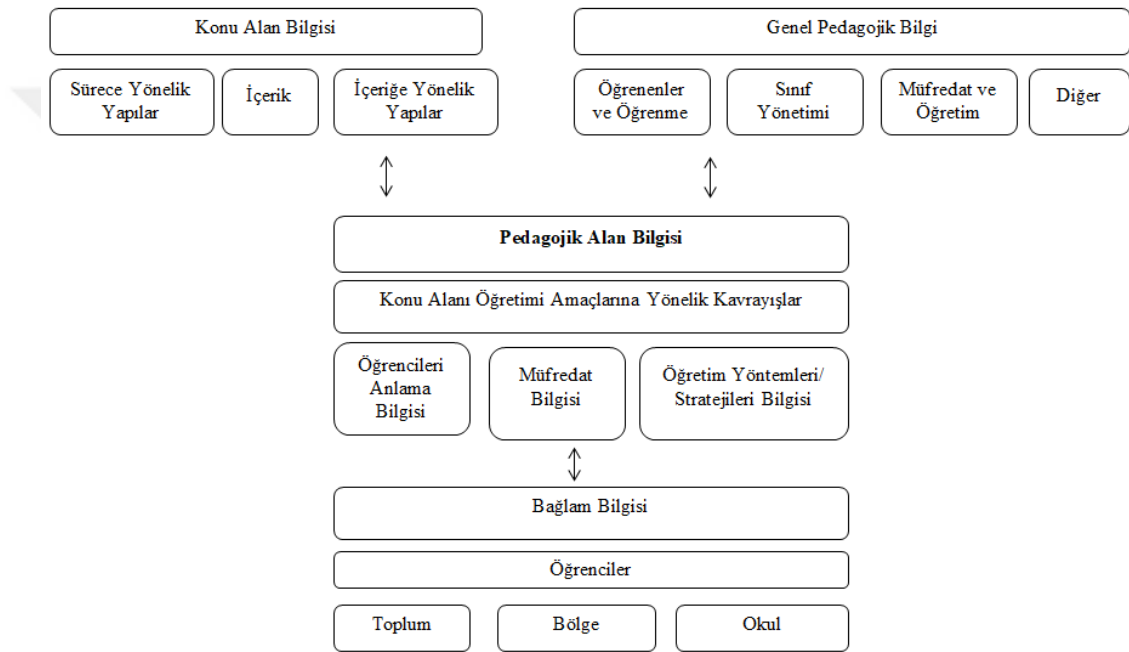 Konu Alan Bilgisi
Genel Pedagojik Bilgi
Sürece Yönelik
Yapılar
İçerik
İçeriğe Yönelik
Yapılar
Öğrenenler
ve Öğrenme
Sınıf
Yönetimi
Müfredat ve
Öğretim
Diğer
Pedagojik Alan Bilgisi
Konu Alanı Öğretimi Amaçlarına Yönelik Kavrayışlar
Öğrencileri
Anlama
Bilgisi
Müfredat
Bilgisi
Öğretim Yöntemleri/
Stratejileri Bilgisi
Bağlam Bilgisi
Öğrenciler
Toplum
Bölge
Okul